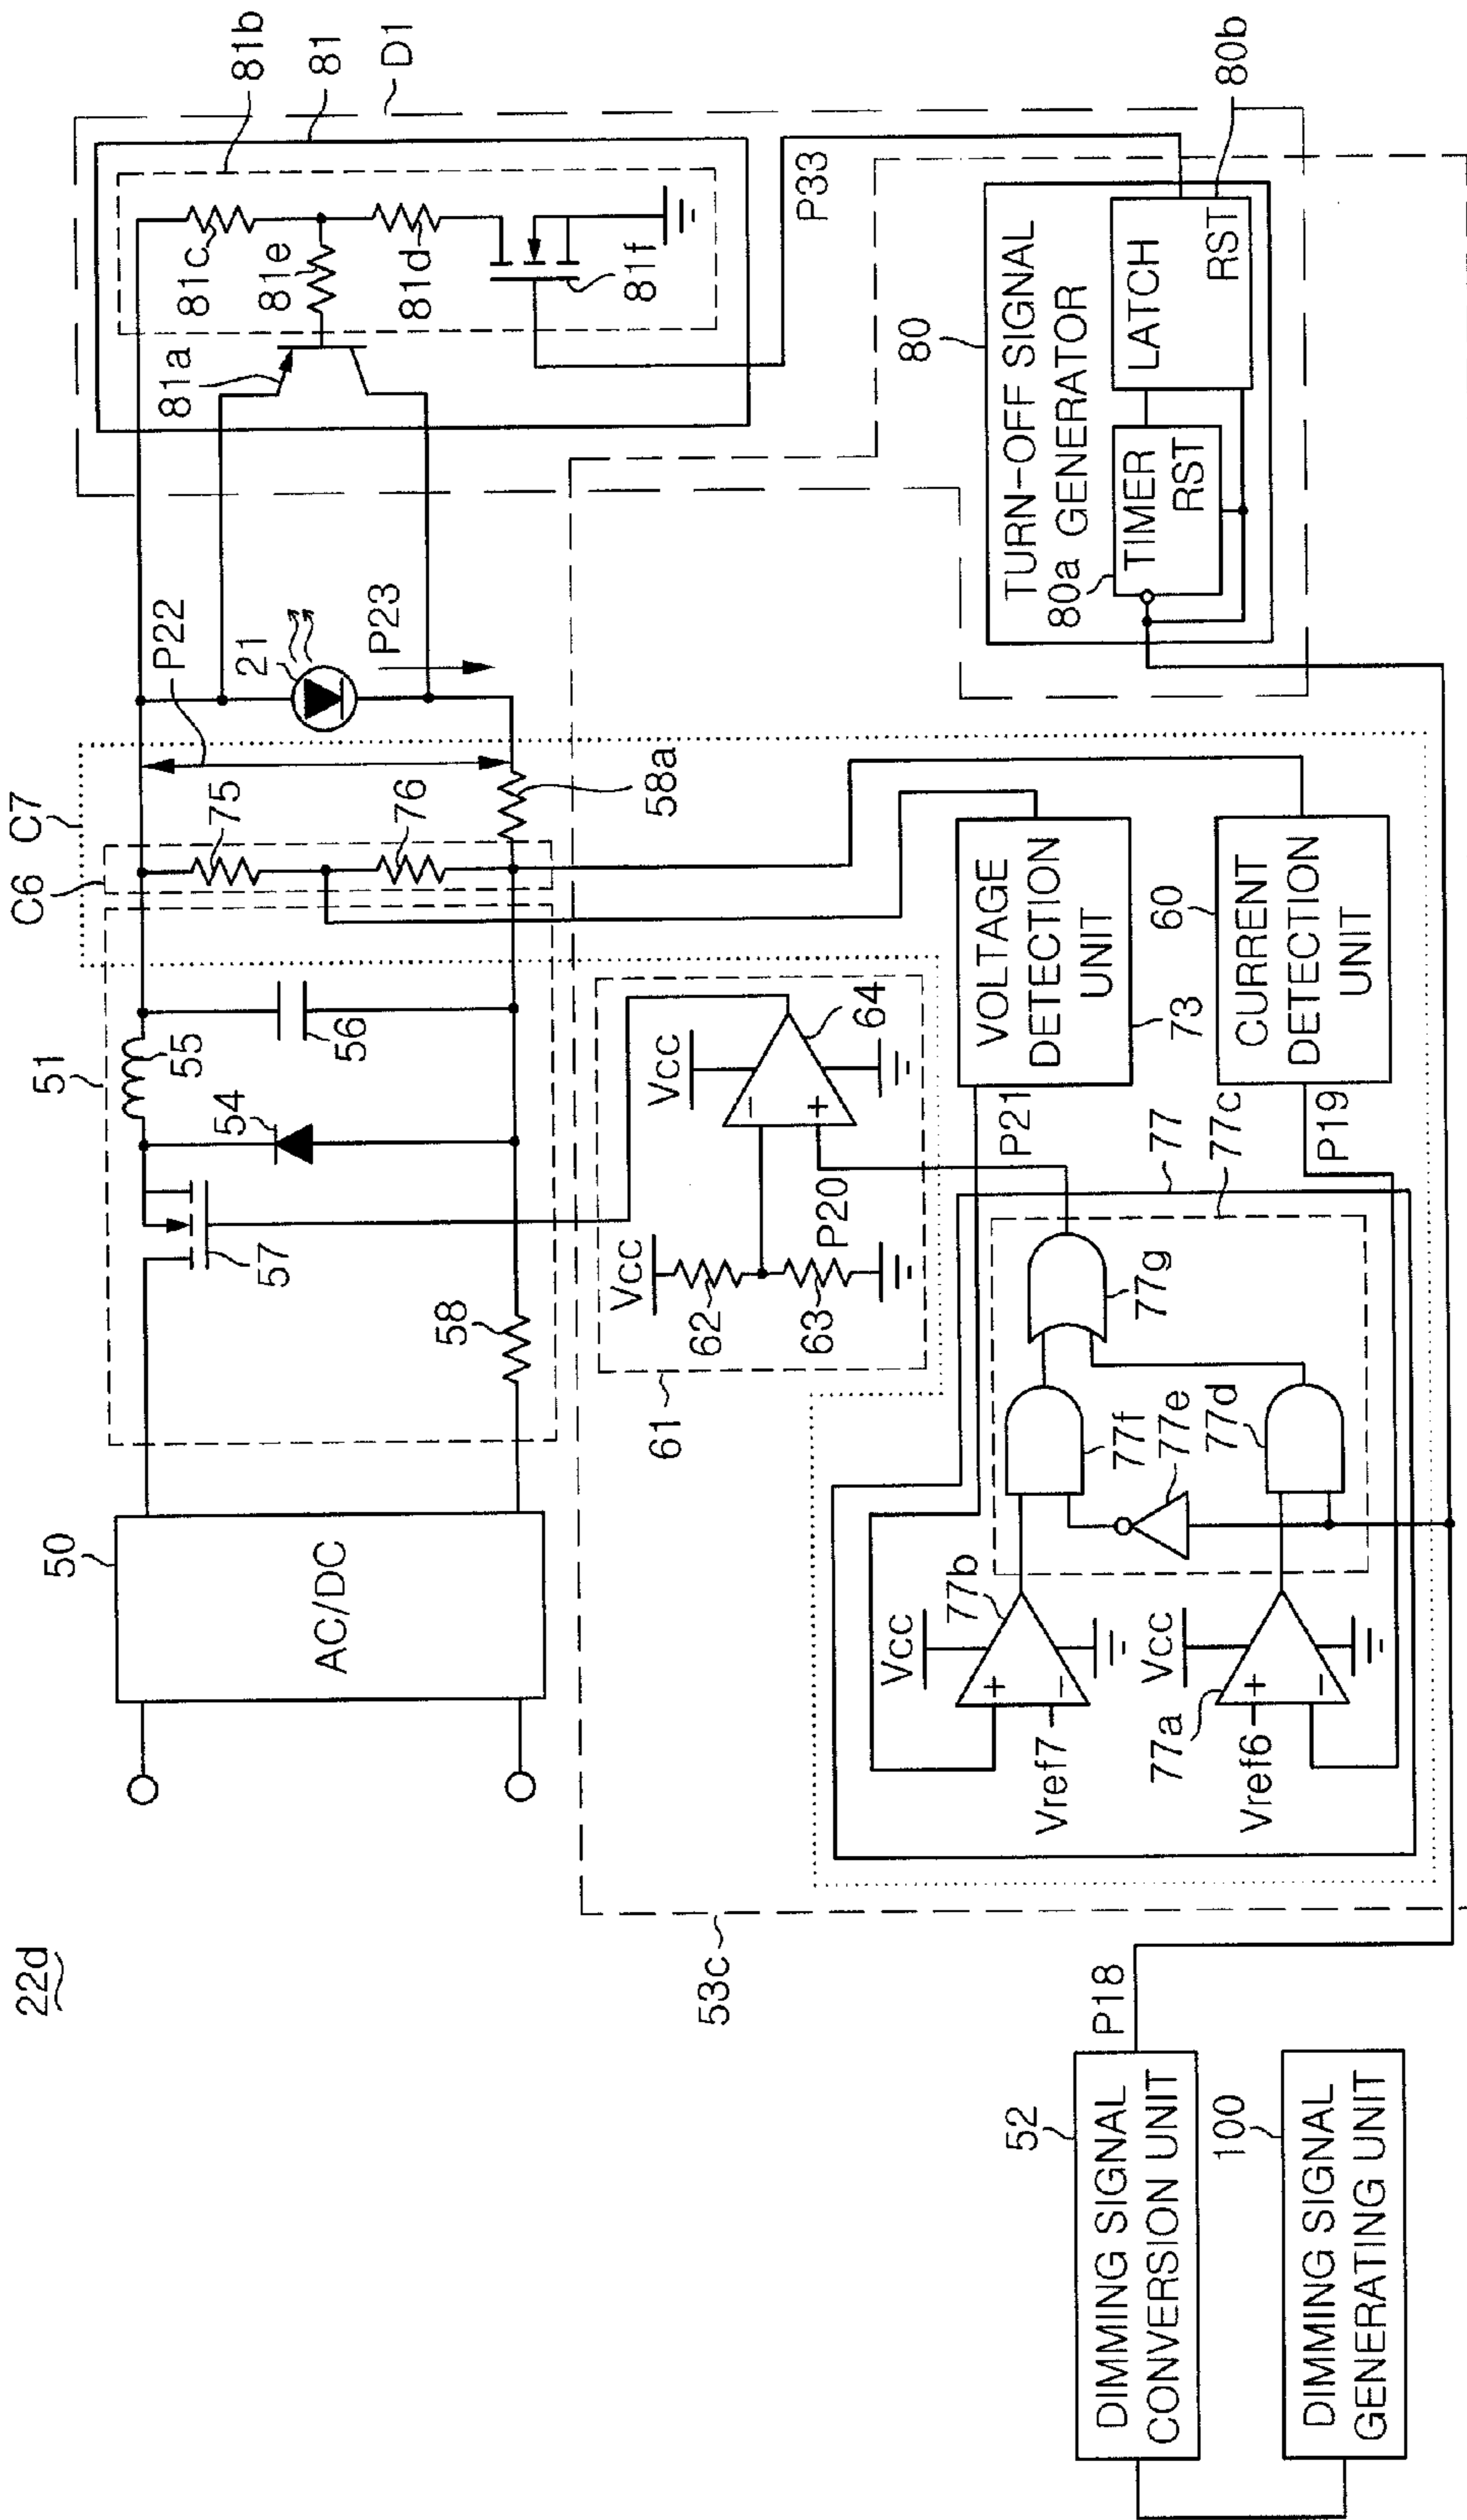 22d
50
AC/DC
51
57
54
55
56
58
C6
C7
75
76
P22
21
P23
58a
81a
81c
81e
81d
81f
81b
81
D1
P33
53c
61
Vcc
62
63
P20
Vcc
64
VOLTAGE
DETECTION
UNIT
73
P21
60
CURRENT
DETECTION
UNIT
P19
77
77c
Vcc
77b
+
−
Vref7
Vcc
77a
+
−
Vref6
77f
77e
77d
77g
−
+
80
TURN-OFF SIGNAL
GENERATOR
80a
TIMER
RST
LATCH
RST
80b
52
P18
DIMMING SIGNAL
CONVERSION UNIT
100
DIMMING SIGNAL
GENERATING UNIT